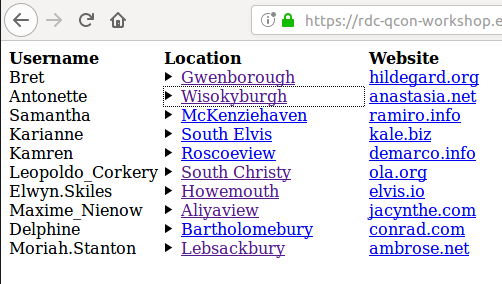 https://rdc-qcon-workshop.e
Username Location Website
Bret Gwenborough hildegard.org
Antonette Wisokyburgh anastasia.net
Samantha McKenziehaven ramiro.info
Karianne South Elvis kale.biz
Kamren Roscoeview demarco.info
Leopoldo_Corkery South Christy ola.org
Elwyn.Skiles Howemouth elvis.io
Maxime_Nienow Aliyaview jacynthe.com
Delphine Bartholomebury conrad.com
Moriah.Stanton Lebsackbury ambrose.net